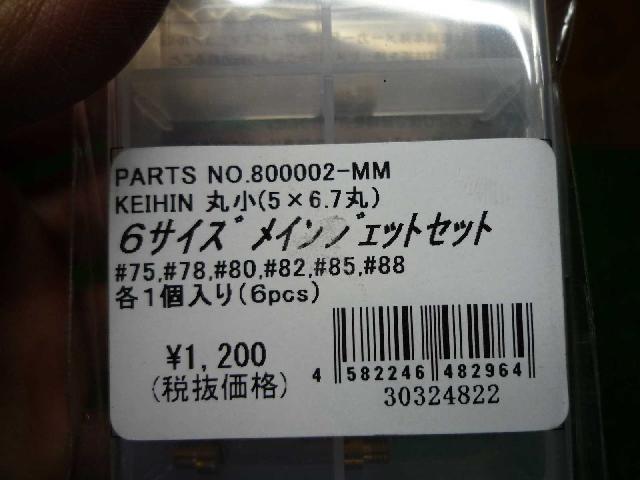 PARTS NO.800002-MM
KEIHIN 丸小(5×6.7丸)
6サイズ メインジェットセット
#75,#78,#80,#82,#85,#88
各1個入り(6pcs)
¥1,200
(税抜価格)
4 582246 482964
30324822